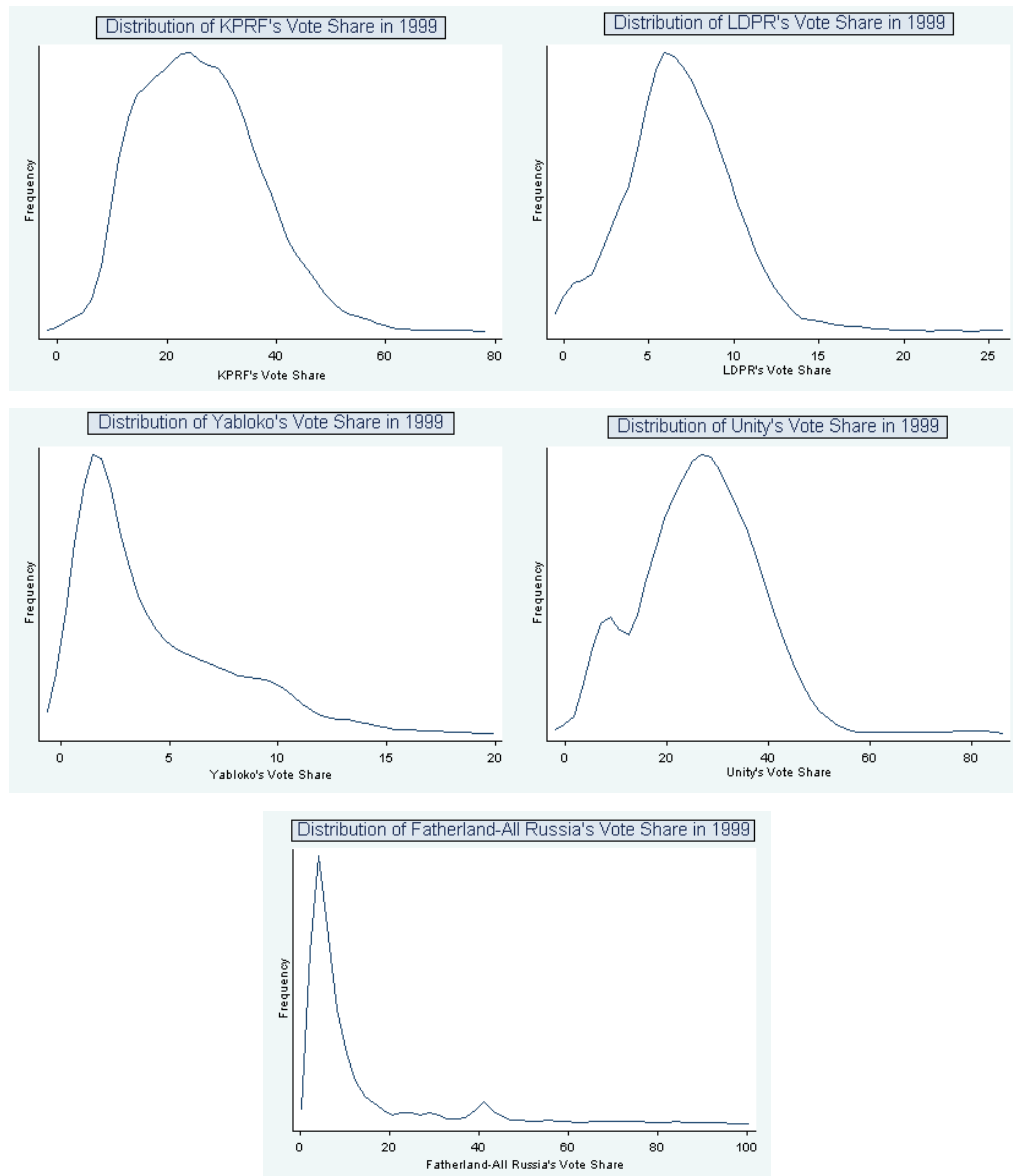 Distribution of KPRF's Vote Share in 1999
Frequency
0 20 40 60 80
KPRF's Vote Share
Distribution of LDPR's Vote Share in 1999
Frequency
0 5 10 15 20 25
LDPR's Vote Share
Distribution of Yabloko's Vote Share in 1999
Frequency
0 5 10 15 20
Yabloko's Vote Share
Distribution of Unity's Vote Share in 1999
Frequency
0 20 40 60 80
Unity's Vote Share
Distribution of Fatherland-All Russia's Vote Share in 1999
Frequency
0 20 40 60 80 100
Fatherland-All Russia's Vote Share